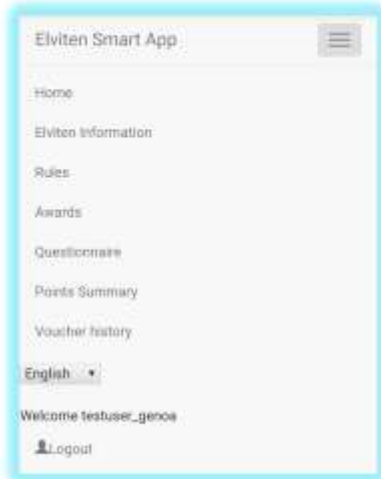 Elviten Smart App
Home
Elviten Information
Rules
Awards
Questionnaire
Points Summary
Voucher history
English
Welcome testuser_genoa
Logout